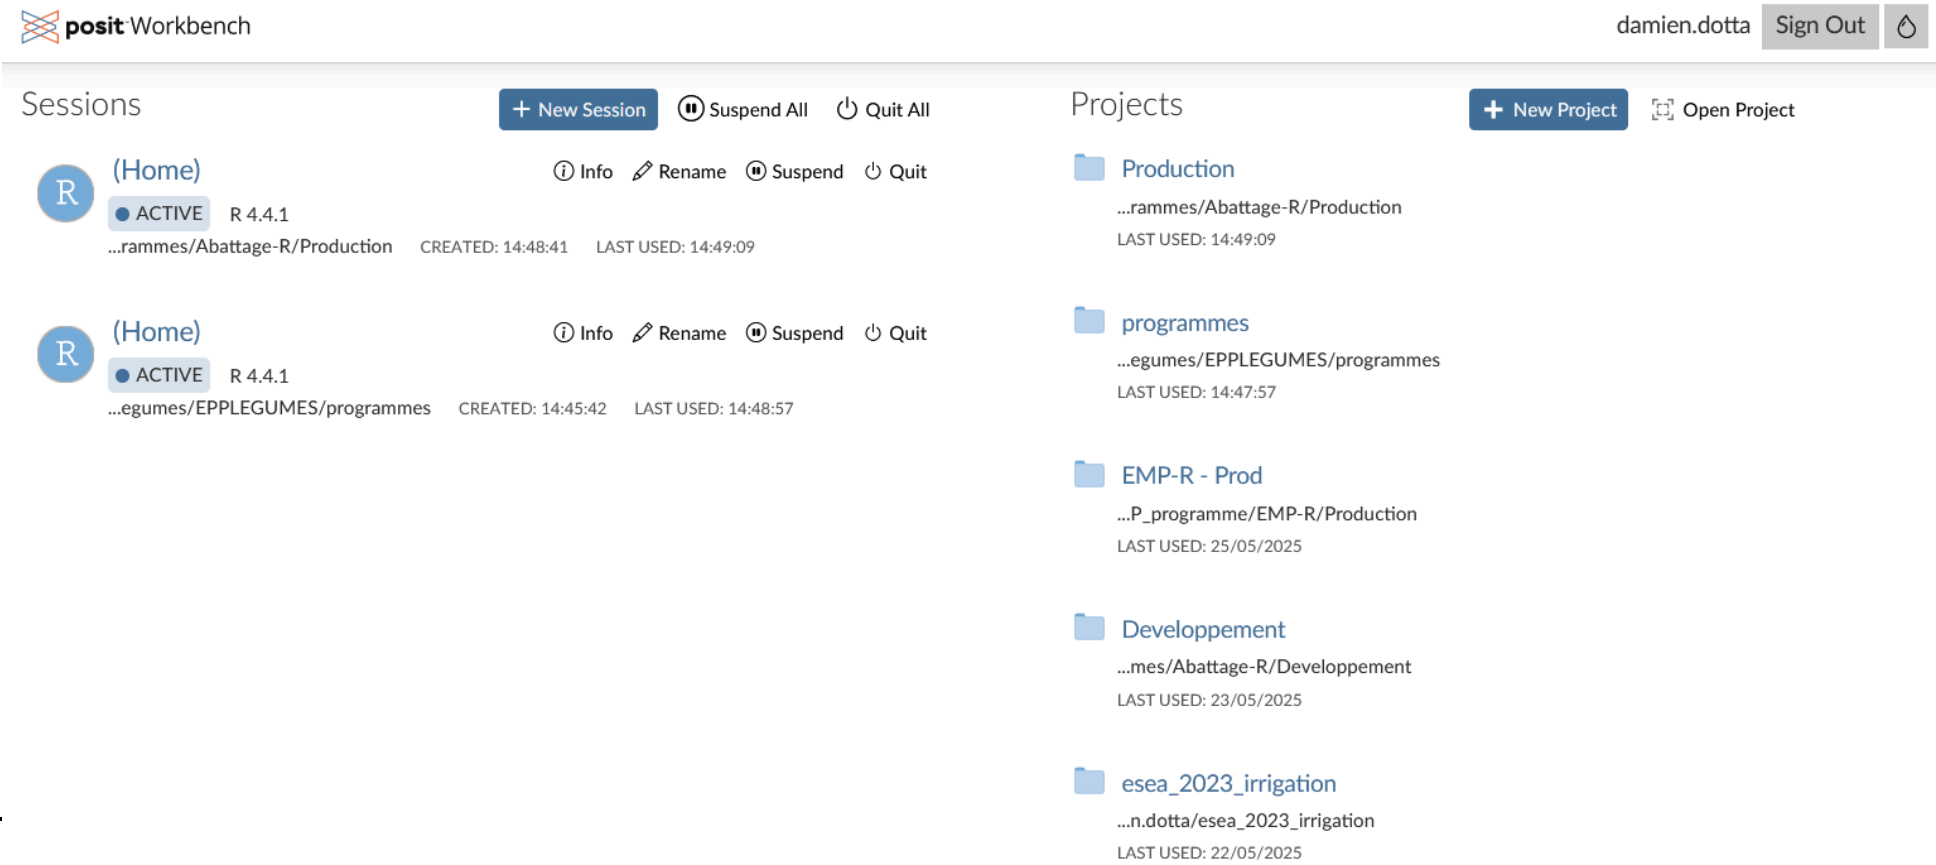 posit Workbench
damien.dotta Sign Out
Sessions
+ New Session Suspend All Quit All
(Home)
Info Rename Suspend Quit
R
ACTIVE R 4.4.1
...rammes/Abattage-R/Production CREATED: 14:48:41 LAST USED: 14:49:09
(Home)
Info Rename Suspend Quit
R
ACTIVE R 4.4.1
...egumes/EPPLEGUMES/programmes CREATED: 14:45:42 LAST USED: 14:48:57
Projects
+ New Project Open Project
Production
...rammes/Abattage-R/Production
LAST USED: 14:49:09
programmes
...egumes/EPPLEGUMES/programmes
LAST USED: 14:47:57
EMP-R - Prod
...P_programme/EMP-R/Production
LAST USED: 25/05/2025
Developpement
...mes/Abattage-R/Developpement
LAST USED: 23/05/2025
esea_2023_irrigation
...n.dotta/esea_2023_irrigation
LAST USED: 22/05/2025